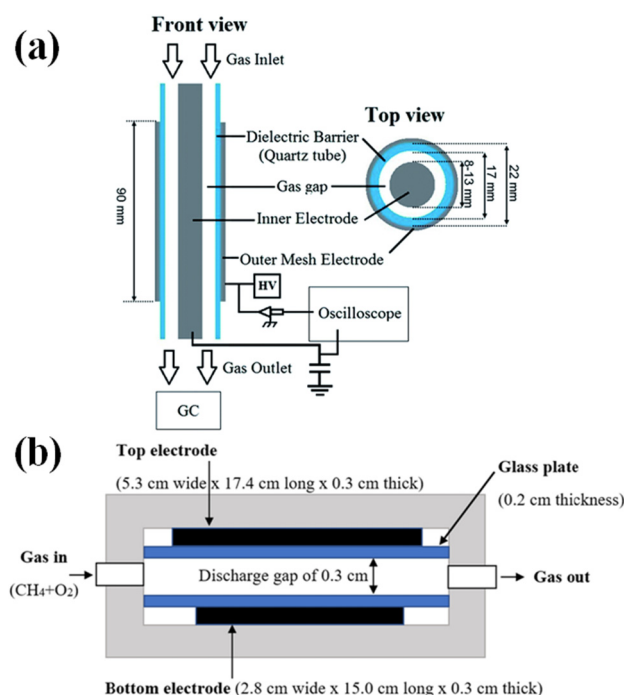 (a)
Front view
Gas Inlet
Top view
Dielectric Barrier
(Quartz tube)
Gas gap
Inner Electrode
Outer Mesh Electrode
90 mm
8-13 mm
17 mm
22 mm
HV
Oscilloscope
Gas Outlet
GC
(b)
Top electrode
(5.3 cm wide x 17.4 cm long x 0.3 cm thick)
Glass plate
(0.2 cm thickness)
Gas in
(CH4+O2)
Discharge gap of 0.3 cm
Gas out
Bottom electrode (2.8 cm wide x 15.0 cm long x 0.3 cm thick)